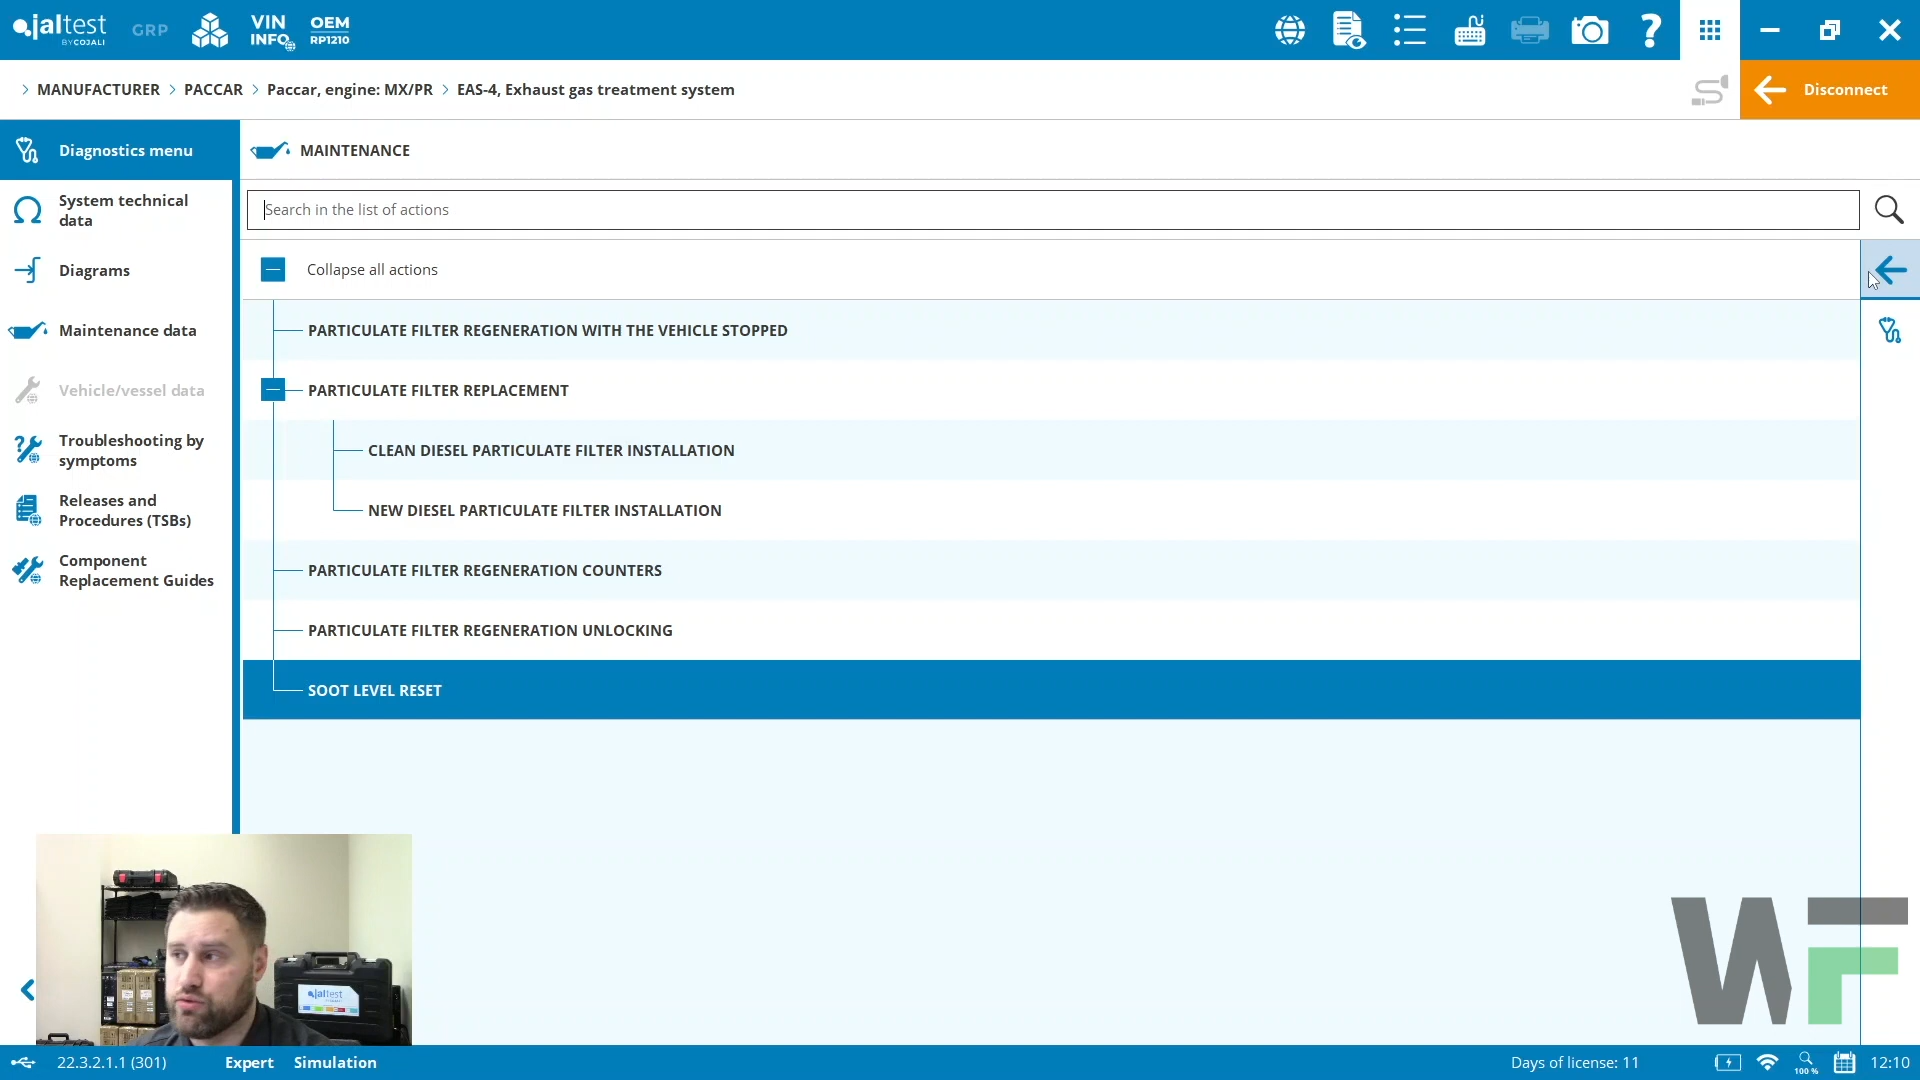 jaltest
BY COJALI
GRP
VIN
INFO
OEM
RP1210
MANUFACTURER > PACCAR > Paccar, engine: MX/PR > EAS-4, Exhaust gas treatment system
Disconnect
Diagnostics menu
MAINTENANCE
System technical
data
Search in the list of actions
Diagrams
Collapse all actions
Maintenance data
PARTICULATE FILTER REGENERATION WITH THE VEHICLE STOPPED
Vehicle/vessel data
PARTICULATE FILTER REPLACEMENT
Troubleshooting by
symptoms
CLEAN DIESEL PARTICULATE FILTER INSTALLATION
Releases and
Procedures (TSBs)
NEW DIESEL PARTICULATE FILTER INSTALLATION
Component
Replacement Guides
PARTICULATE FILTER REGENERATION COUNTERS
PARTICULATE FILTER REGENERATION UNLOCKING
SOOT LEVEL RESET
jaltest
WF
22.3.2.1.1 (301)
Expert
Simulation
Days of license: 11
100 %
12:10